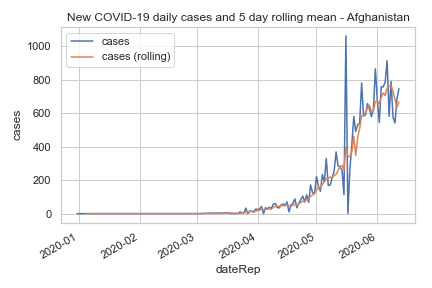 New COVID-19 daily cases and 5 day rolling mean - Afghanistan
cases
cases (rolling)
1000
800
600
400
200
0
cases
2020-01
2020-02
2020-03
2020-04
2020-05
2020-06
dateRep